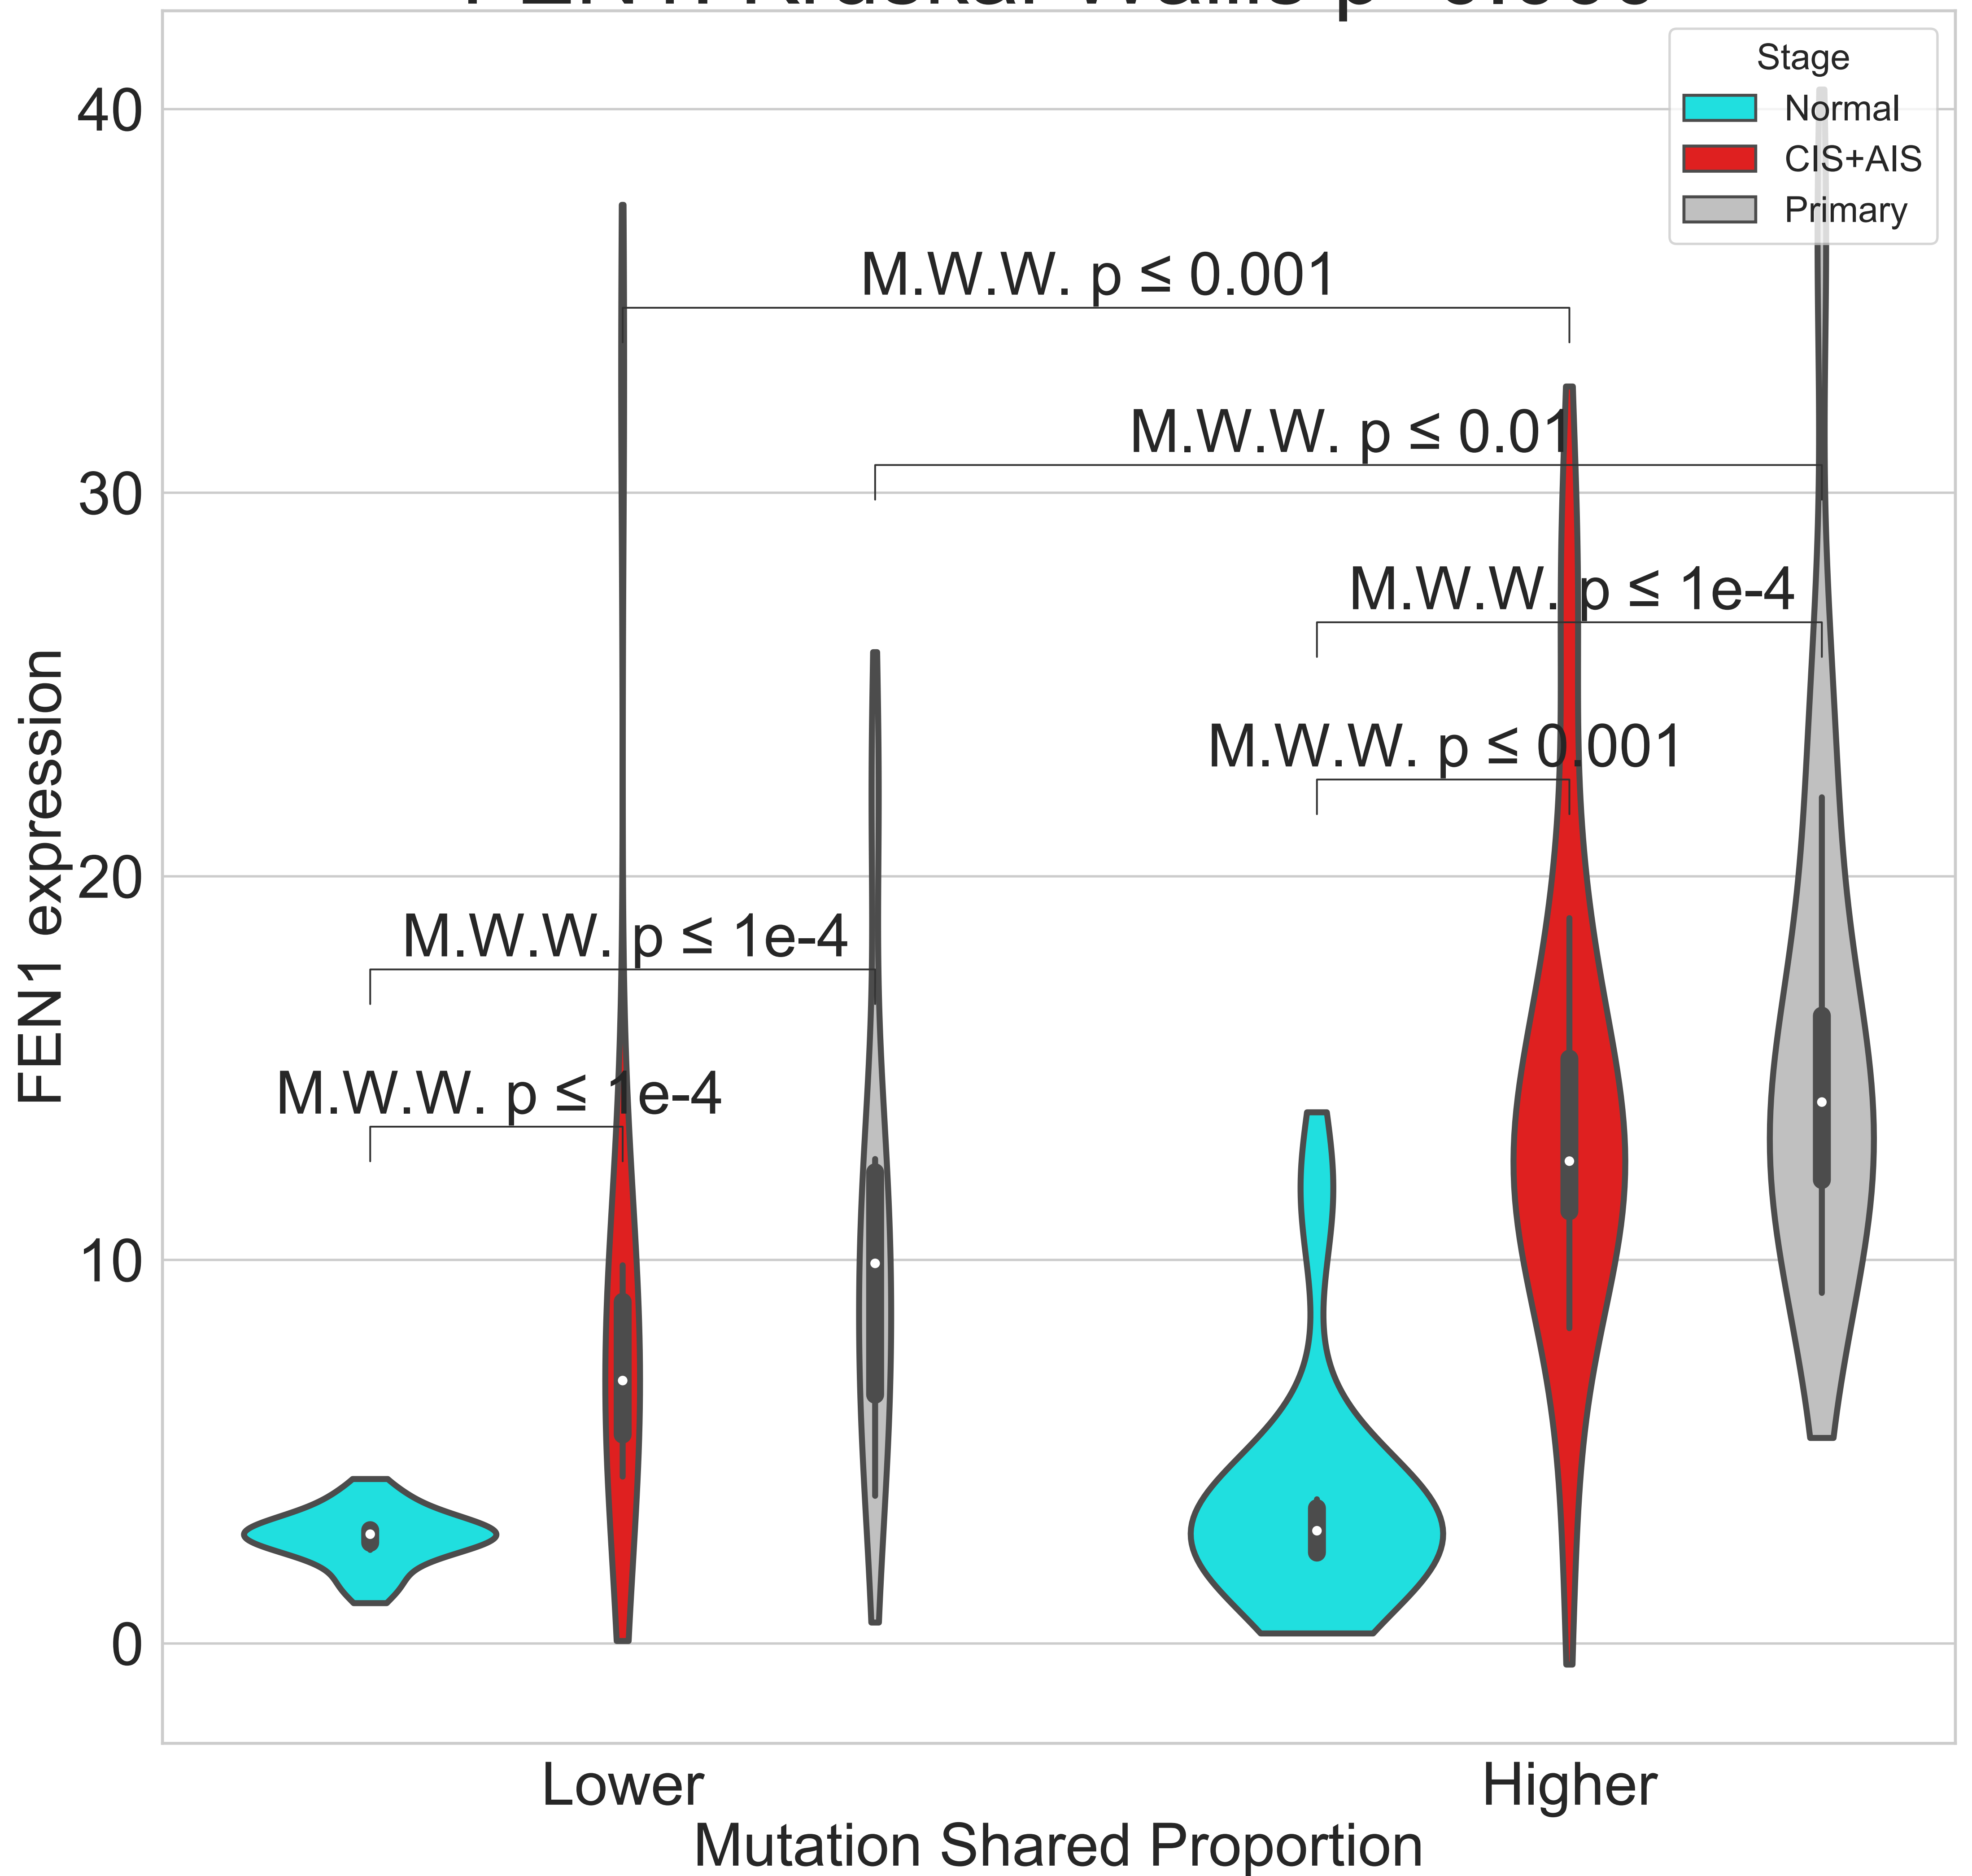 Stage
Normal
CIS+AIS
Primary
40
30
20
10
0
FEN1 expression
M.W.W. p ≤ 0.001
M.W.W. p ≤ 0.01
M.W.W. p ≤ 1e-4
M.W.W. p ≤ 0.001
M.W.W. p ≤ 1e-4
M.W.W. p ≤ 1e-4
Lower
Higher
Mutation Shared Proportion